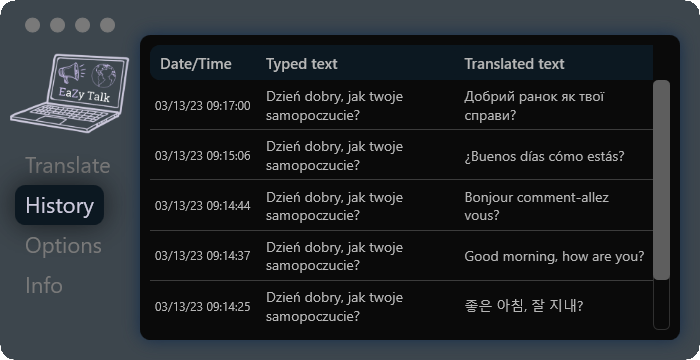 EaZy Talk
Translate
History
Options
Info
Date/Time Typed text Translated text
03/13/23 09:17:00 Dzień dobry, jak twoje samopoczucie? Добрий ранок як твої справи?
03/13/23 09:15:06 Dzień dobry, jak twoje samopoczucie? ¿Buenos días cómo estás?
03/13/23 09:14:44 Dzień dobry, jak twoje samopoczucie? Bonjour comment-allez vous?
03/13/23 09:14:37 Dzień dobry, jak twoje samopoczucie? Good morning, how are you?
03/13/23 09:14:25 Dzień dobry, jak twoje samopoczucie? 좋은 아침, 잘 지내?